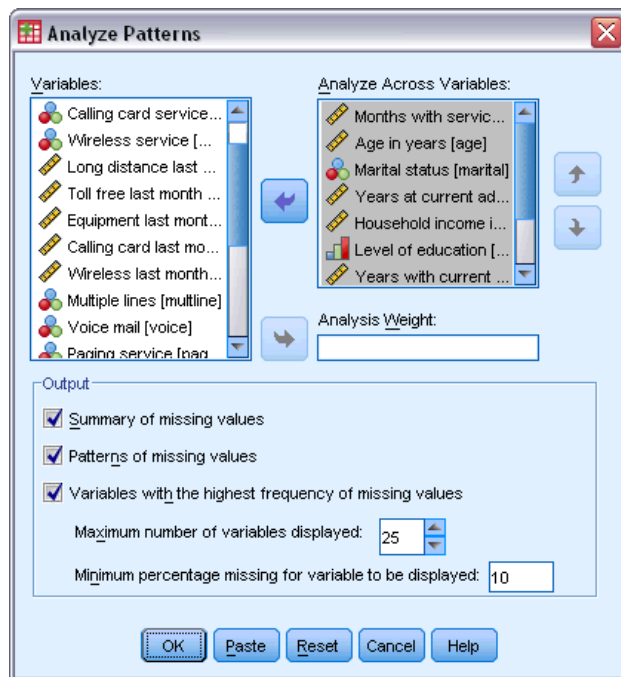 Analyze Patterns
Variables:
Calling card service...
Wireless service [...
Long distance last ...
Toll free last month ...
Equipment last mont...
Calling card last mo...
Wireless last month...
Multiple lines [multline]
Voice mail [voice]
Paging service [pag
Analyze Across Variables:
Months with servic...
Age in years [age]
Marital status [marital]
Years at current ad...
Household income i...
Level of education [...
Years with current ...
Analysis Weight:
Output
Summary of missing values
Patterns of missing values
Variables with the highest frequency of missing values
Maximum number of variables displayed: 25
Minimum percentage missing for variable to be displayed: 10
OK Paste Reset Cancel Help